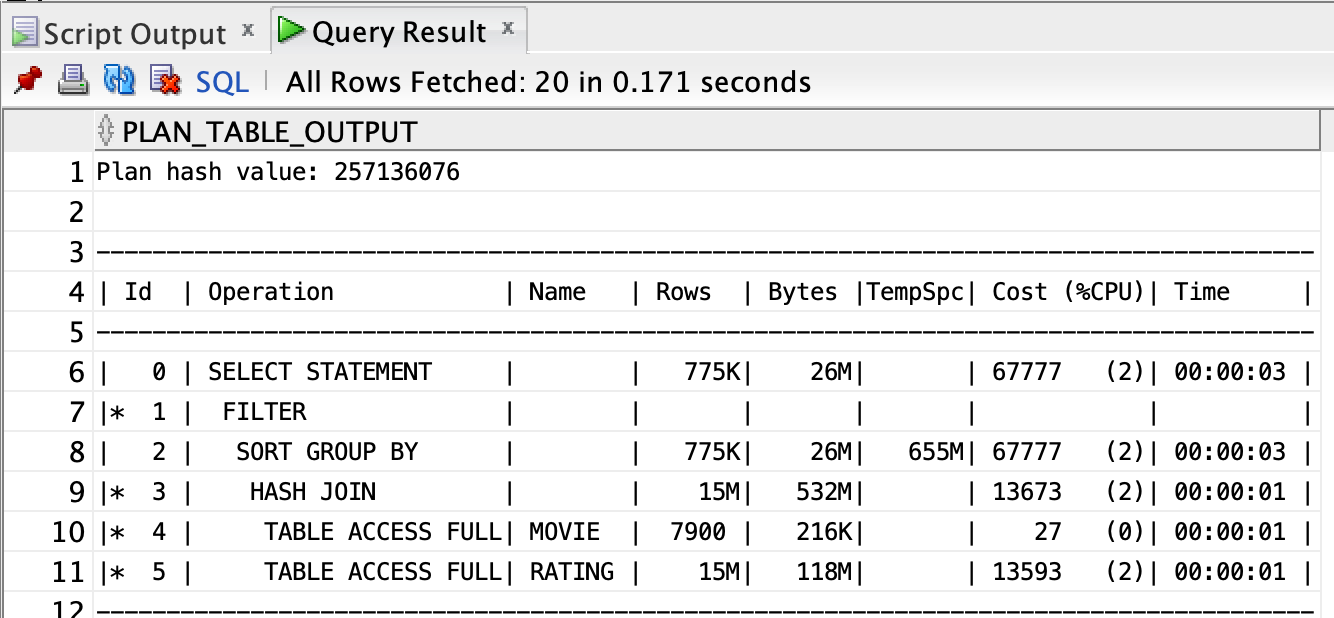 Script Output x Query Result x
SQL | All Rows Fetched: 20 in 0.171 seconds
PLAN_TABLE_OUTPUT
1 Plan hash value: 257136076
2
3 ---------------------------------------------------------------------------------------
4 | Id  | Operation            | Name   | Rows  | Bytes |TempSpc| Cost (%CPU)| Time     |
5 ---------------------------------------------------------------------------------------
6 |   0 | SELECT STATEMENT     |        |   775K|    26M|       | 67777   (2)| 00:00:03 |
7 |*  1 |  FILTER              |        |       |       |       |            |          |
8 |   2 |   SORT GROUP BY      |        |   775K|    26M|   655M| 67777   (2)| 00:00:03 |
9 |*  3 |    HASH JOIN         |        |    15M|   532M|       | 13673   (2)| 00:00:01 |
10 |*  4 |     TABLE ACCESS FULL| MOVIE  |  7900 |   216K|       |    27   (0)| 00:00:01 |
11 |*  5 |     TABLE ACCESS FULL| RATING |    15M|   118M|       | 13593   (2)| 00:00:01 |
12 ---------------------------------------------------------------------------------------